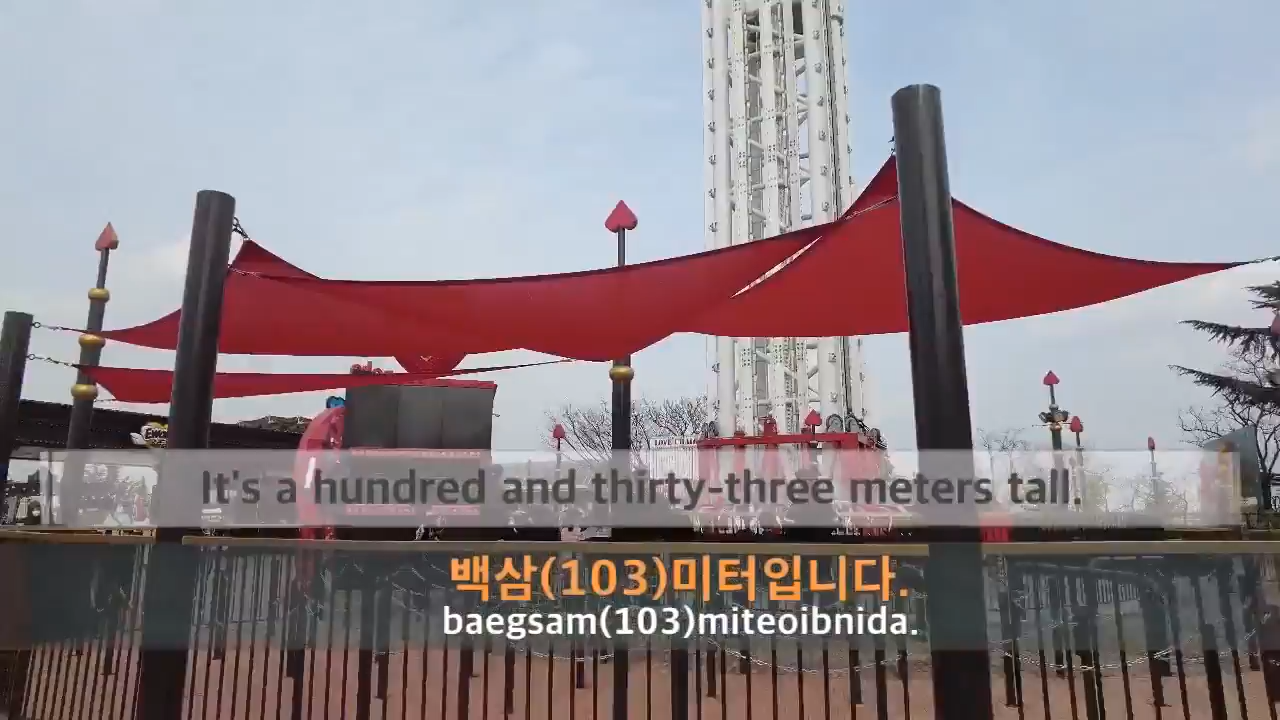 It's a hundred and thirty-three meters tall.
백삼(103)미터입니다.
baegsam(103)miteoibnida.